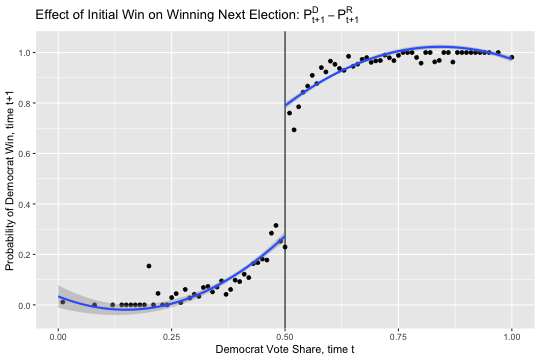 Effect of Initial Win on Winning Next Election: P^D_t+1 − P^R_t+1
Probability of Democrat Win, time t+1
1.0
0.8
0.6
0.4
0.2
0.0
0.00 0.25 0.50 0.75 1.00
Democrat Vote Share, time t